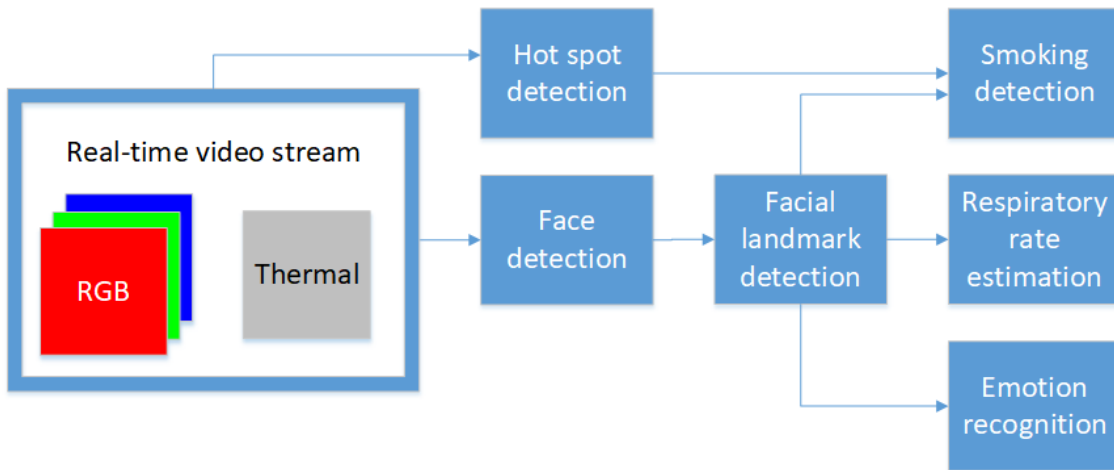 Real-time video stream
RGB
Thermal
Hot spot
detection
Face
detection
Facial
landmark
detection
Smoking
detection
Respiratory
rate
estimation
Emotion
recognition